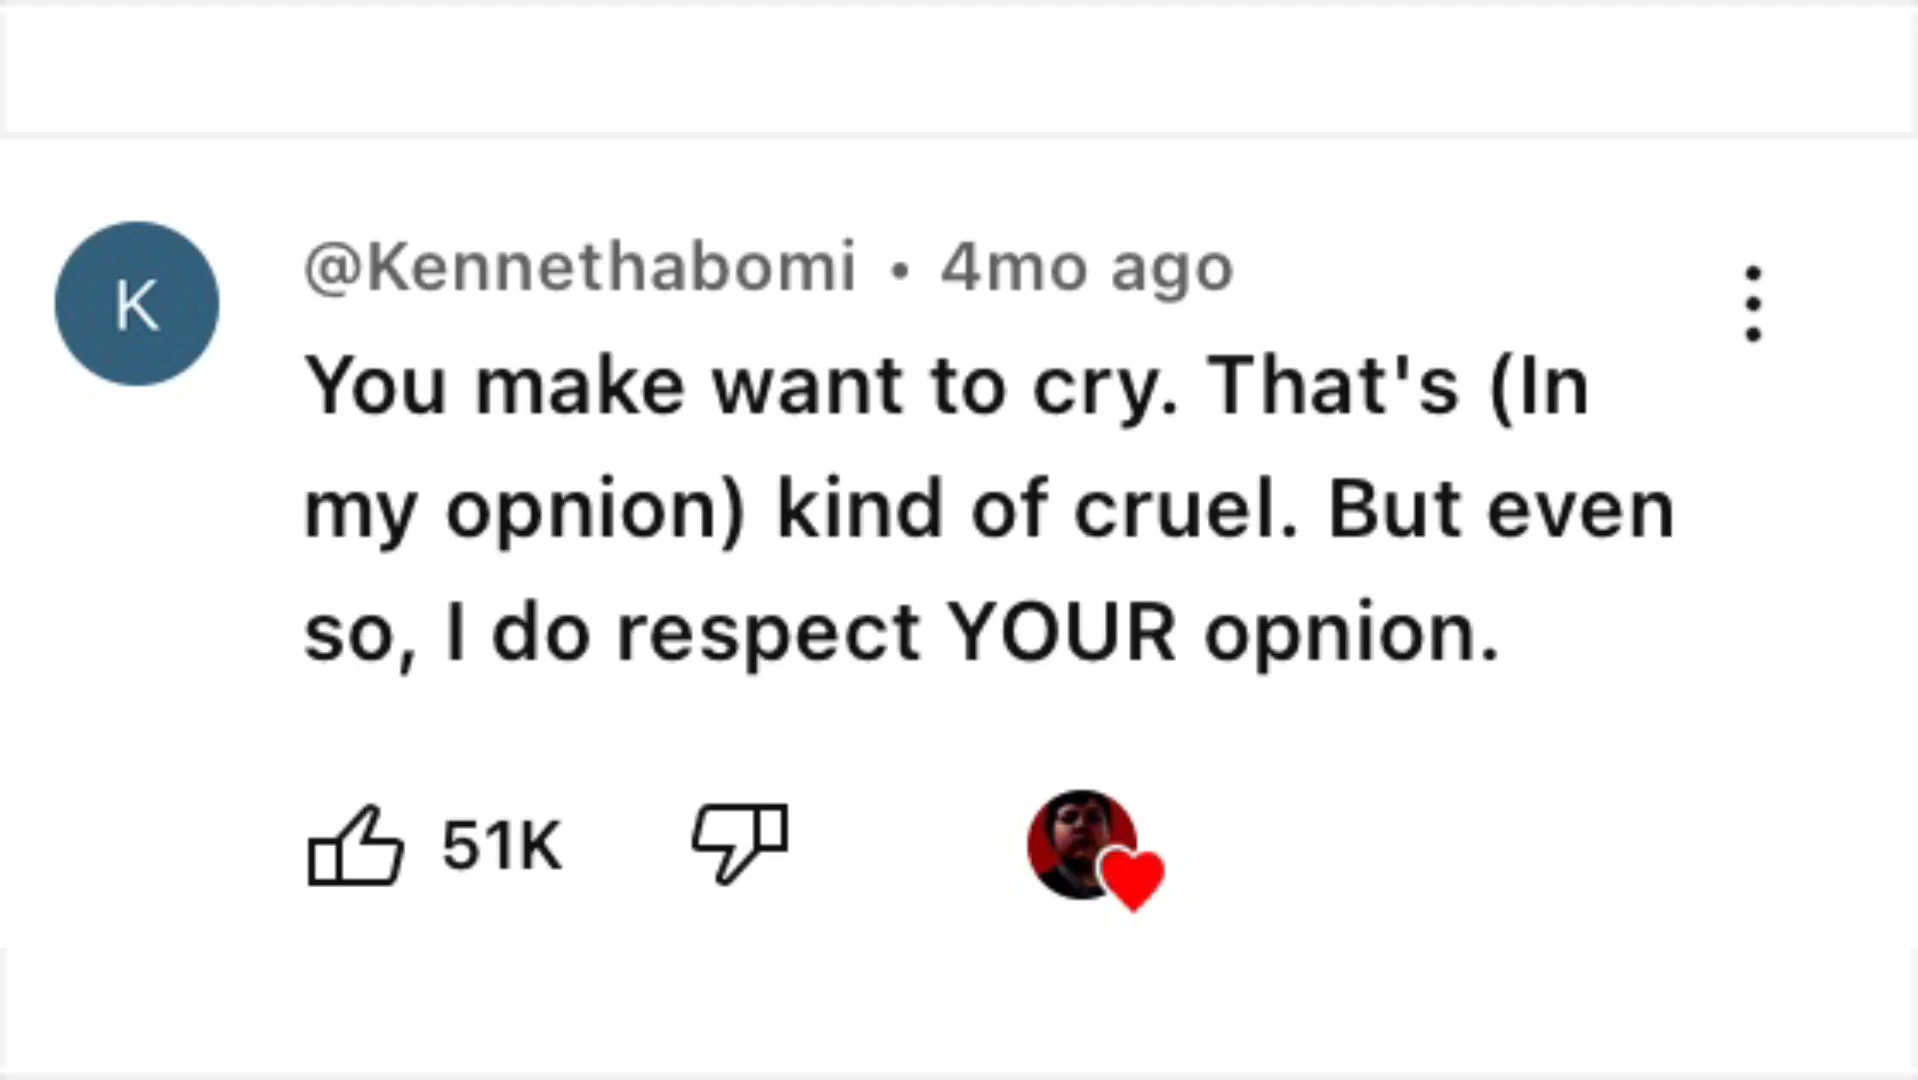 K
@Kennethabomi • 4mo ago
You make want to cry. That's (In
my opnion) kind of cruel. But even
so, I do respect YOUR opnion.
51K